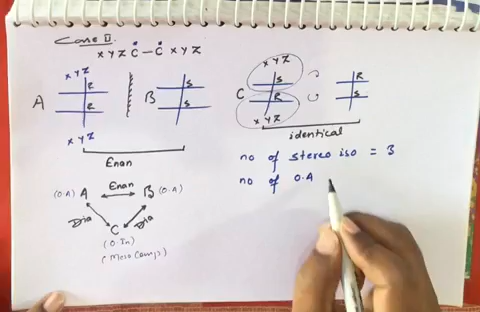 Case II.
x y z Ċ – Ċ x y z
x y z
A R R
x y z
B S S
Enan
x y z
C S R
x y z
R S
identical
no of stereo iso = 3
no of O.A
(O.A) A Enan B (O.A)
Dia Dia
C
(O.In)
(Meso Comp)